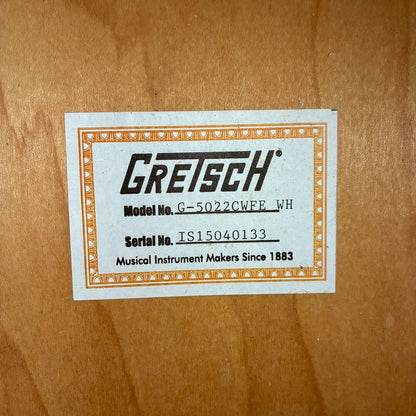 GRETSCH®
Model No. G-5022CWFE WH
Serial No. IS15040133
Musical Instrument Makers Since 1883